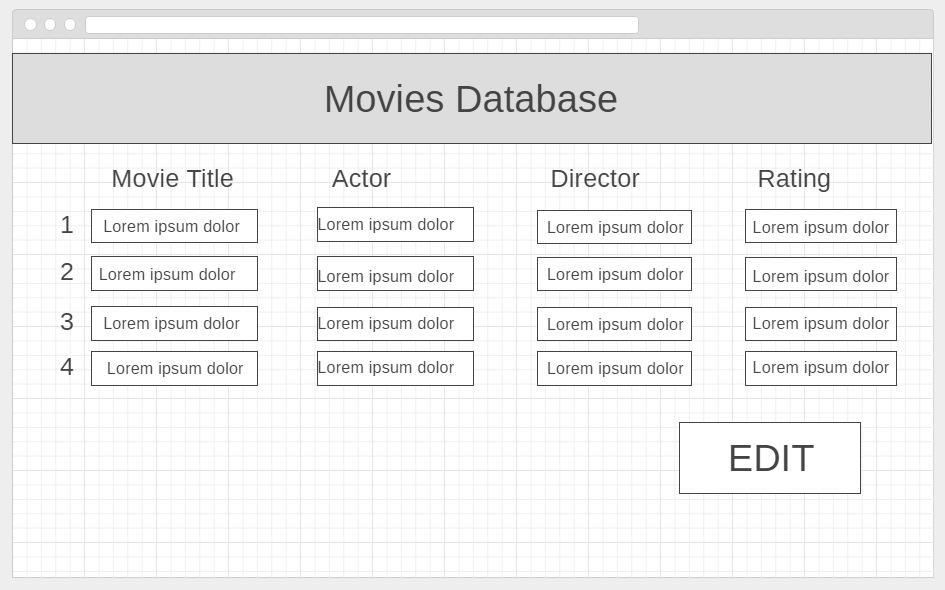 Movies Database
Movie Title Actor Director Rating
1 Lorem ipsum dolor Lorem ipsum dolor Lorem ipsum dolor Lorem ipsum dolor
2 Lorem ipsum dolor Lorem ipsum dolor Lorem ipsum dolor Lorem ipsum dolor
3 Lorem ipsum dolor Lorem ipsum dolor Lorem ipsum dolor Lorem ipsum dolor
4 Lorem ipsum dolor Lorem ipsum dolor Lorem ipsum dolor Lorem ipsum dolor
EDIT